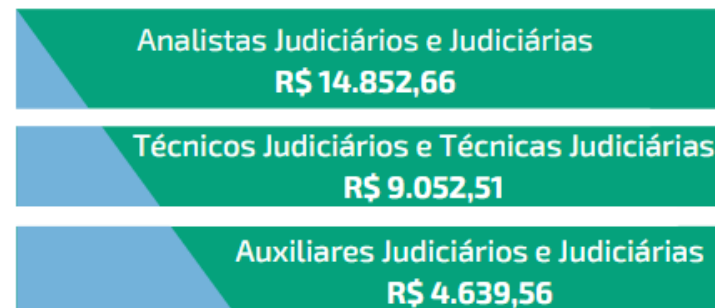 Analistas Judiciários e Judiciárias
R$ 14.852,66
Técnicos Judiciários e Técnicas Judiciárias
R$ 9.052,51
Auxiliares Judiciários e Judiciárias
R$ 4.639,56